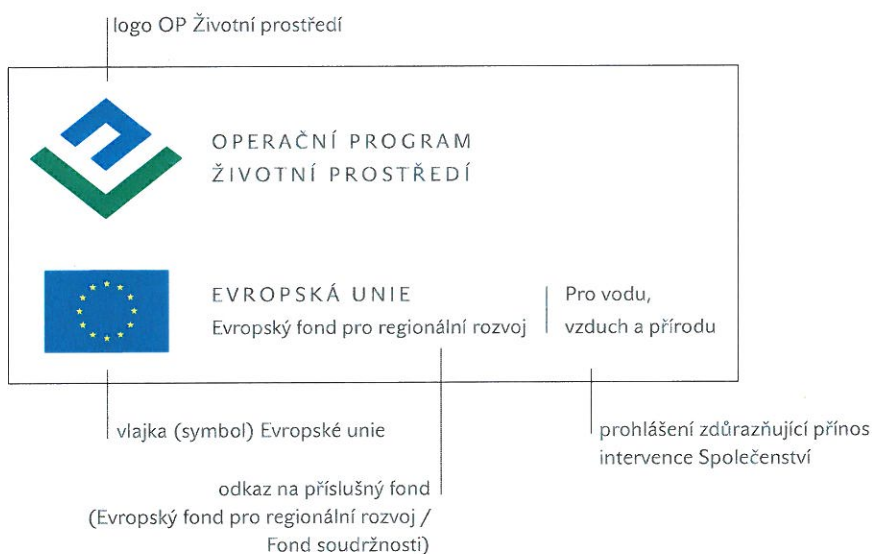 logo OP Životní prostředí
OPERAČNÍ PROGRAM
ŽIVOTNÍ PROSTŘEDÍ
EVROPSKÁ UNIE
Evropský fond pro regionální rozvoj
Pro vodu,
vzduch a přírodu
vlajka (symbol) Evropské unie
prohlášení zdůrazňující přínos
intervence Společenství
odkaz na příslušný fond
(Evropský fond pro regionální rozvoj /
Fond soudržnosti)